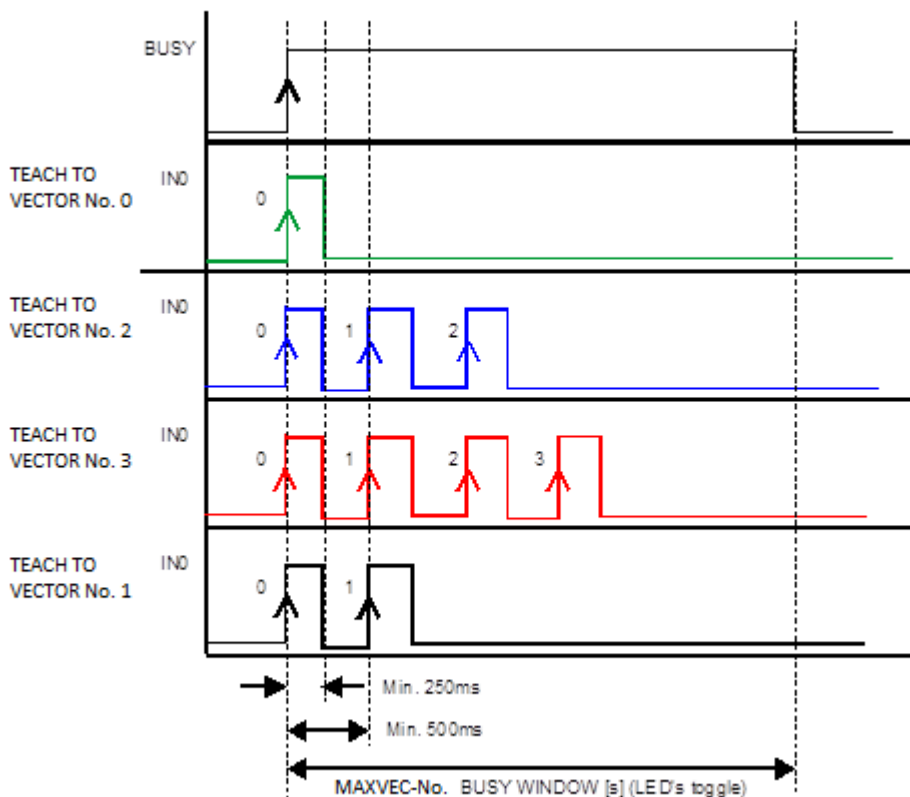 BUSY
TEACH TO
VECTOR No. 0
IN0
0
TEACH TO
VECTOR No. 2
IN0
0 1 2
TEACH TO
VECTOR No. 3
IN0
0 1 2 3
TEACH TO
VECTOR No. 1
IN0
0 1
Min. 250ms
Min. 500ms
MAXVEC-No. BUSY WINDOW [s] (LED's toggle)